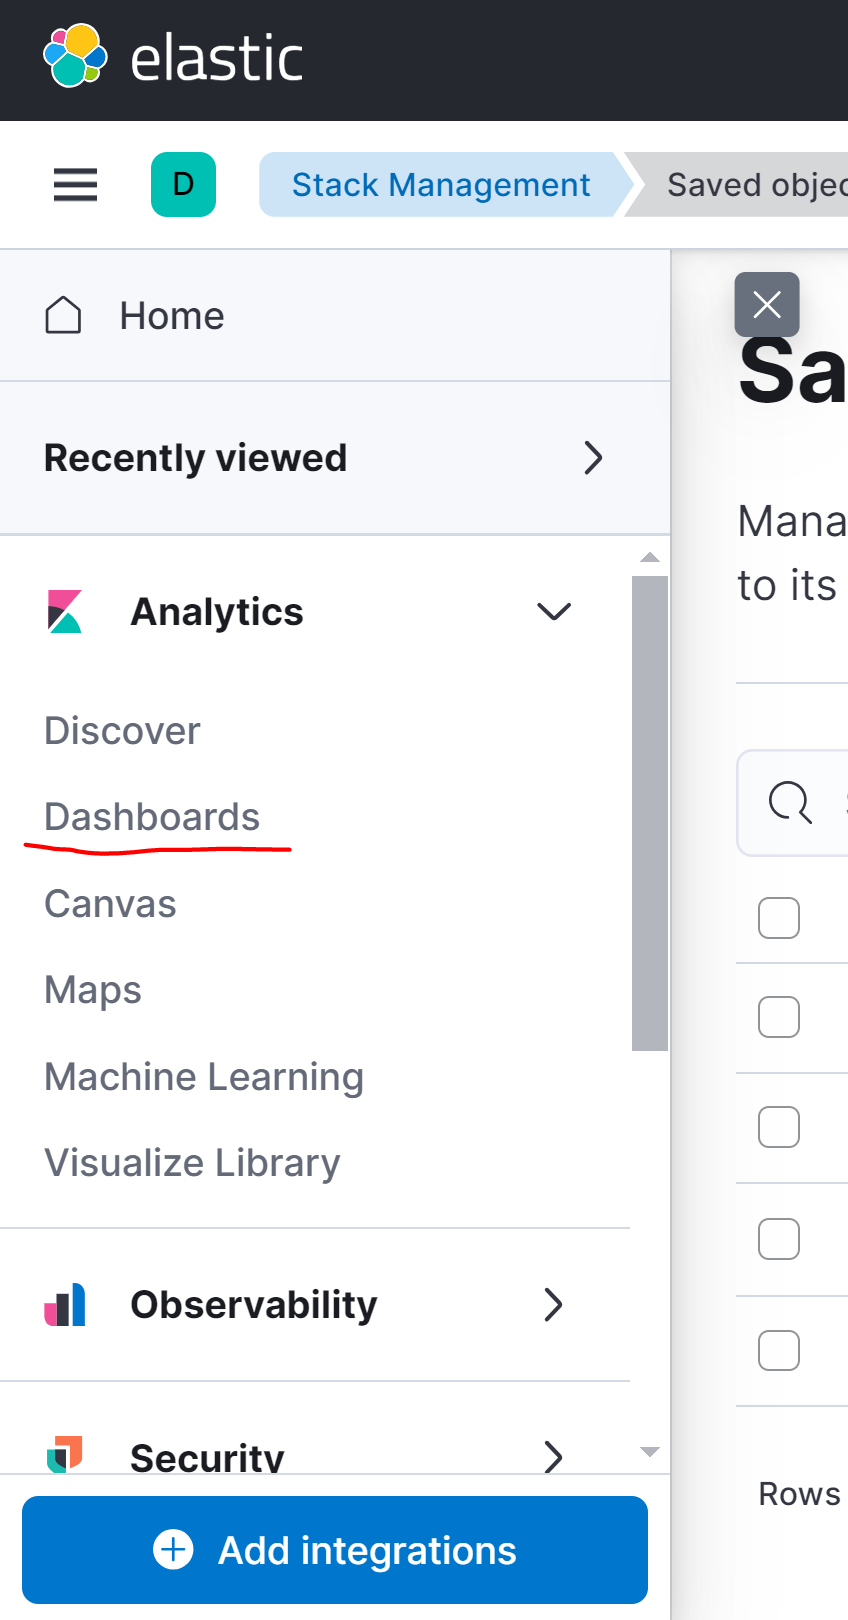 elastic
D
Stack Management
Saved objec
Home
Recently viewed
Analytics
Discover
Dashboards
Canvas
Maps
Machine Learning
Visualize Library
Observability
Security
Add integrations
Sa
Mana
to its
Rows